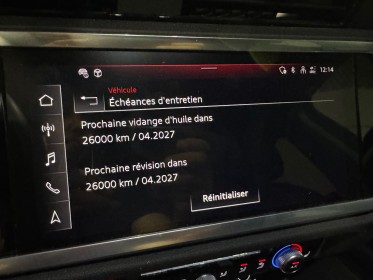 12:14
Véhicule
Échéances d'entretien
Prochaine vidange d'huile dans
26000 km / 04.2027
Prochaine révision dans
26000 km / 04.2027
Réinitialiser